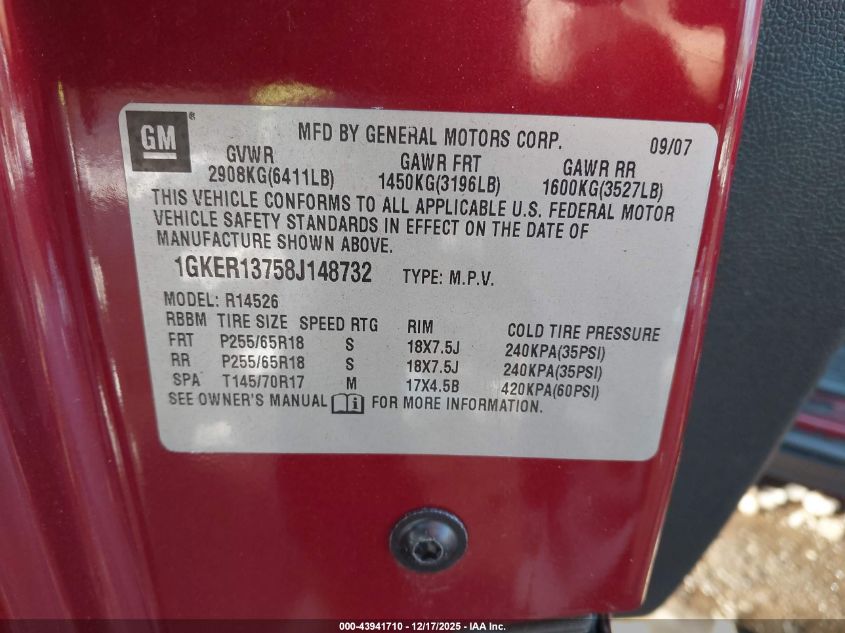 GM ®
MFD BY GENERAL MOTORS CORP. 09/07
GVWR GAWR FRT GAWR RR
2908KG(6411LB) 1450KG(3196LB) 1600KG(3527LB)
THIS VEHICLE CONFORMS TO ALL APPLICABLE U.S. FEDERAL MOTOR
VEHICLE SAFETY STANDARDS IN EFFECT ON THE DATE OF
MANUFACTURE SHOWN ABOVE.
1GKER13758J148732 TYPE: M.P.V.
MODEL: R14526
RBBM TIRE SIZE SPEED RTG RIM COLD TIRE PRESSURE
FRT P255/65R18 S 18X7.5J 240KPA(35PSI)
RR P255/65R18 S 18X7.5J 240KPA(35PSI)
SPA T145/70R17 M 17X4.5B 420KPA(60PSI)
SEE OWNER'S MANUAL i FOR MORE INFORMATION.
000-43941710 - 12/17/2025 - IAA Inc.